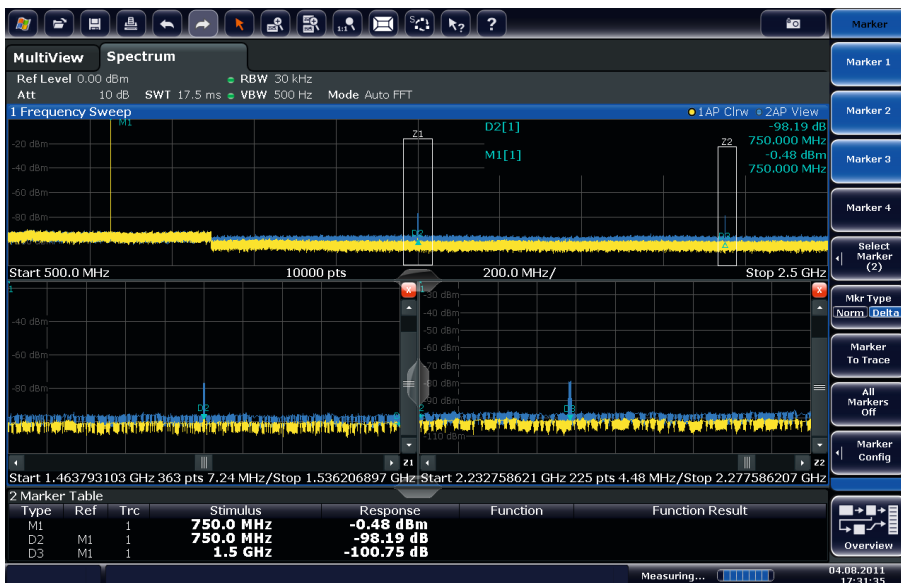 1:1
S
?
?
Marker
MultiView Spectrum
Ref Level 0.00 dBm RBW 30 kHz
Att 10 dB SWT 17.5 ms VBW 500 Hz Mode Auto FFT
1 Frequency Sweep 1AP Clrw 2AP View
M1
Z1
Z2
D2[1] -98.19 dB
750.000 MHz
M1[1] -0.48 dBm
750.000 MHz
-20 dBm
-40 dBm
-60 dBm
-80 dBm
D2
D3
Start 500.0 MHz 10000 pts 200.0 MHz/ Stop 2.5 GHz
1
-40 dBm
-60 dBm
-80 dBm
D2
Z1
1
-30 dBm
-40 dBm
-50 dBm
-60 dBm
-70 dBm
-80 dBm
-90 dBm
-110 dBm
D3
Z2
Start 1.463793103 GHz 363 pts 7.24 MHz/ Stop 1.536206897 GHz
Start 2.232758621 GHz 225 pts 4.48 MHz/ Stop 2.277586207 GHz
2 Marker Table
Type Ref Trc Stimulus Response Function Function Result
M1 1 750.0 MHz -0.48 dBm
D2 M1 1 750.0 MHz -98.19 dB
D3 M1 1 1.5 GHz -100.75 dB
Measuring...
04.08.2011
17:31:35
Marker 1
Marker 2
Marker 3
Marker 4
Select
Marker
(2)
Mkr Type
Norm Delta
Marker
To Trace
All
Markers
Off
Marker
Config
Overview